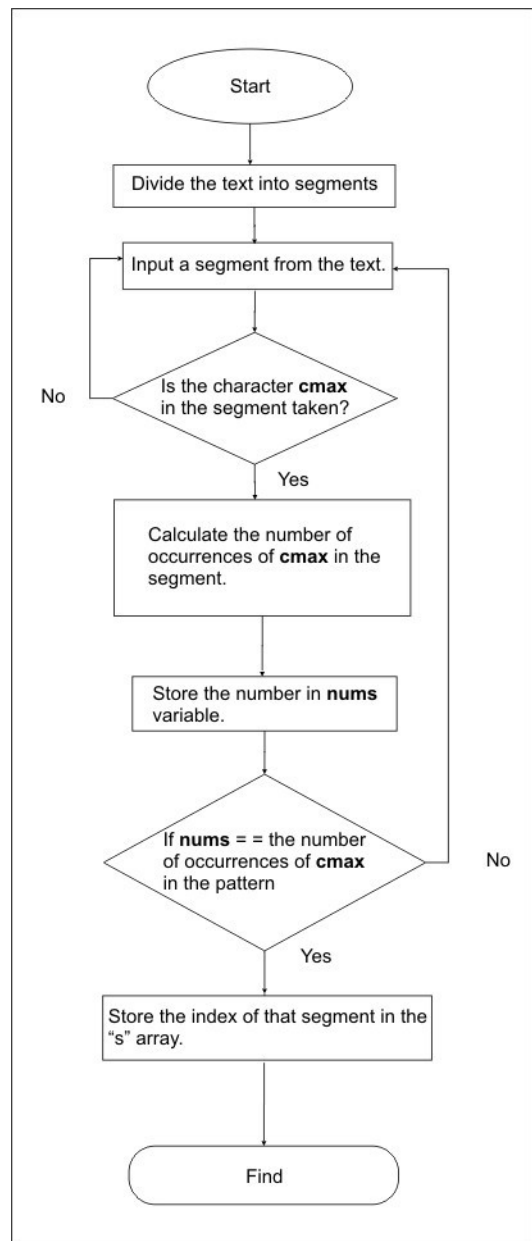 Start
Divide the text into segments
Input a segment from the text.
Is the character cmax
in the segment taken?
No
Yes
Calculate the number of
occurrences of cmax in the
segment.
Store the number in nums
variable.
If nums = = the number
of occurrences of cmax
in the pattern
No
Yes
Store the index of that segment in the
“s” array.
Find